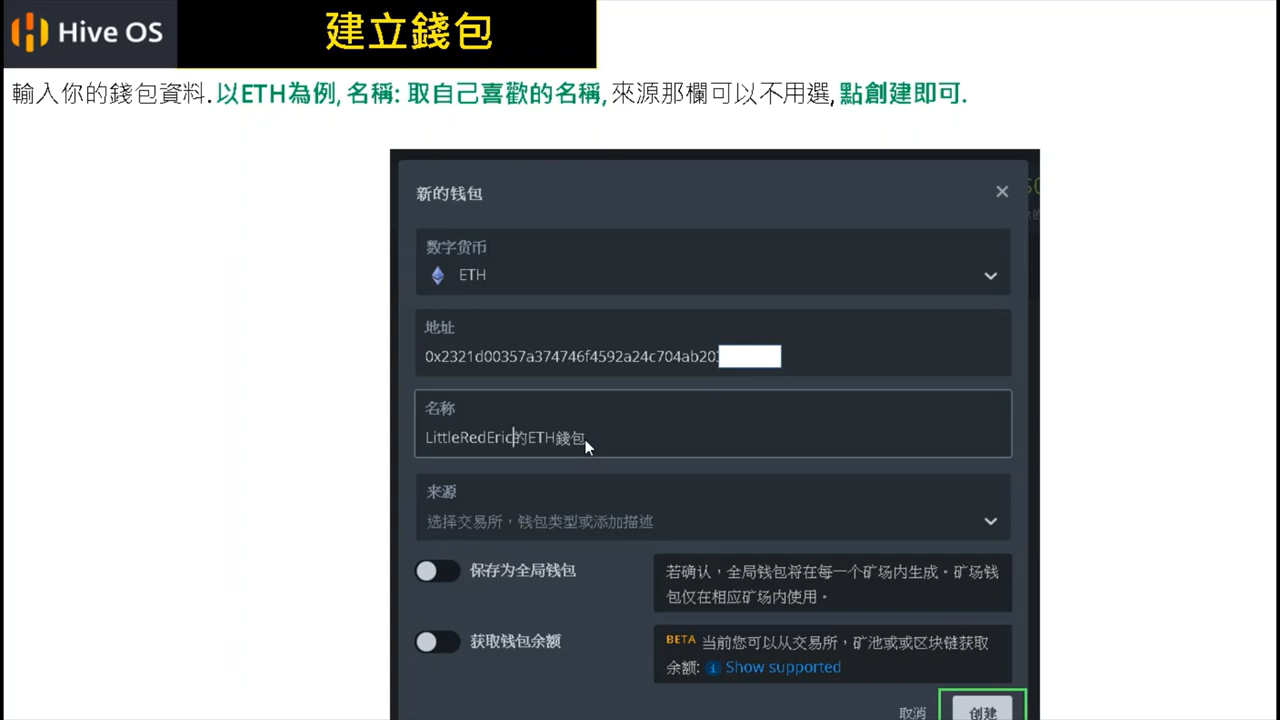 Hive OS
建立錢包
輸入你的錢包資料.以ETH為例, 名稱: 取自己喜歡的名稱, 來源那欄可以不用選, 點創建即可.
新的钱包
数字货币
ETH
地址
0x2321d00357a374746f4592a24c704ab20
名称
LittleRedEric的ETH錢包
来源
选择交易所，钱包类型或添加描述
保存为全局钱包
若确认，全局钱包将在每一个矿场内生成。矿场钱
包仅在相应矿场内使用。
获取钱包余额
BETA 当前您可以从交易所，矿池或或区块链获取
余额: Show supported
取消
创建